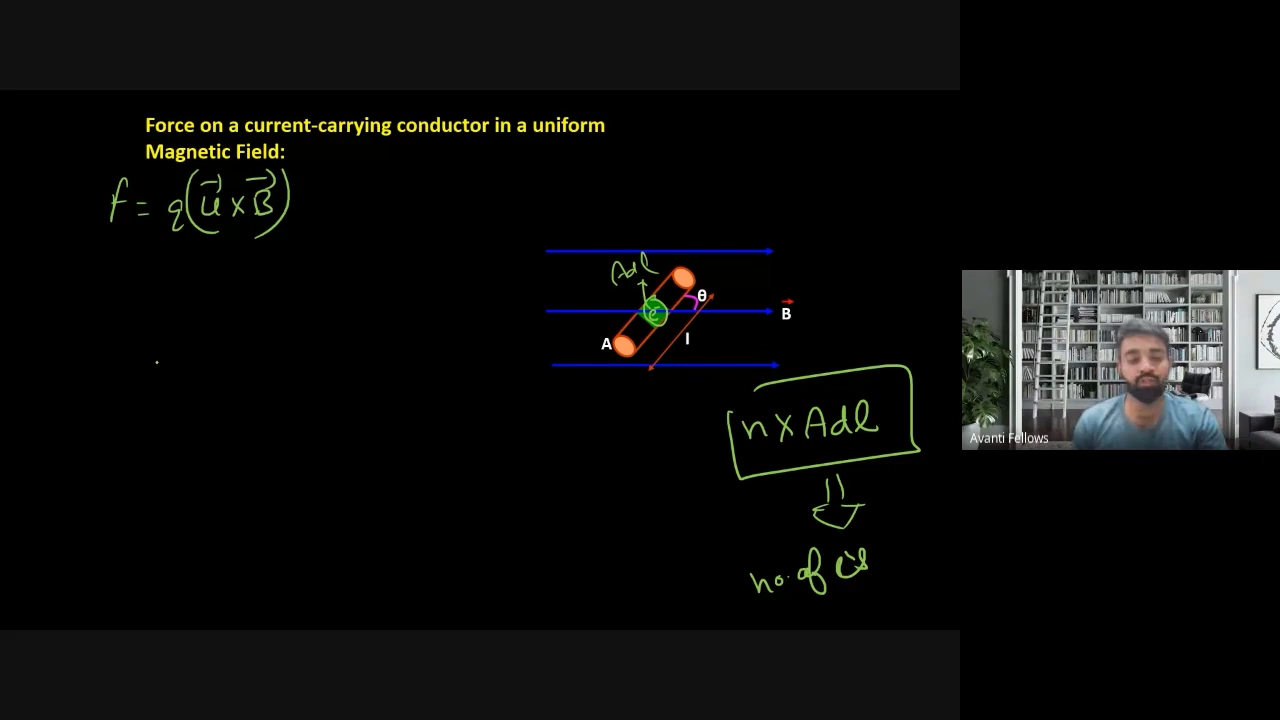 Force on a current-carrying conductor in a uniform
Magnetic Field:
f = q(u⃗ × B⃗)
Adl
θ
e⁻
B⃗
A
l
n × Adl
no. of e⁻s
Avanti Fellows